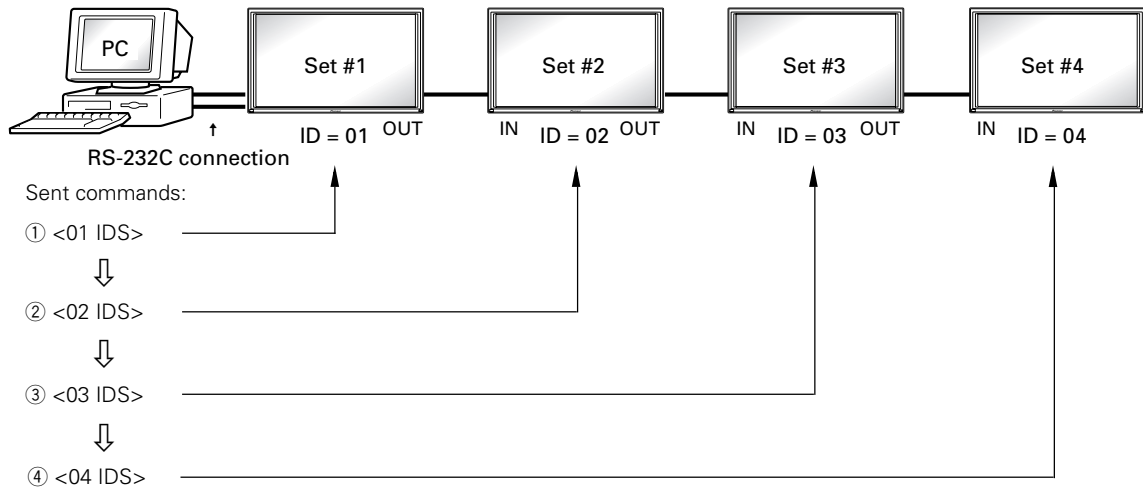 PC
Set #1
Set #2
Set #3
Set #4
ID = 01
OUT
IN
ID = 02
OUT
IN
ID = 03
OUT
IN
ID = 04
RS-232C connection
Sent commands:
① <01 IDS>
② <02 IDS>
③ <03 IDS>
④ <04 IDS>